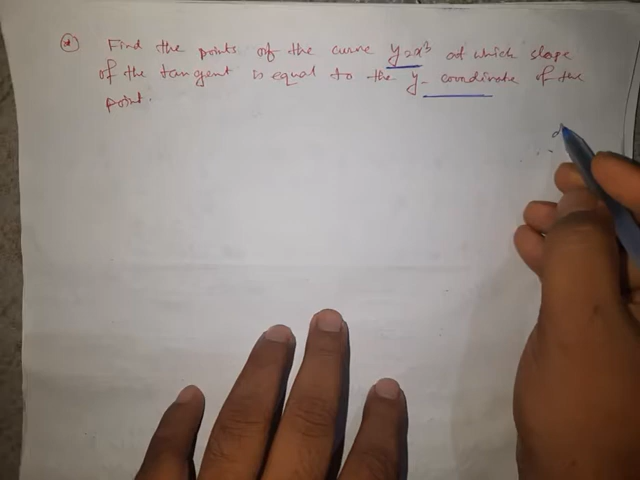 Find the points of the curve y = x³ at which slope
of the tangent is equal to the y-coordinate of the
point.